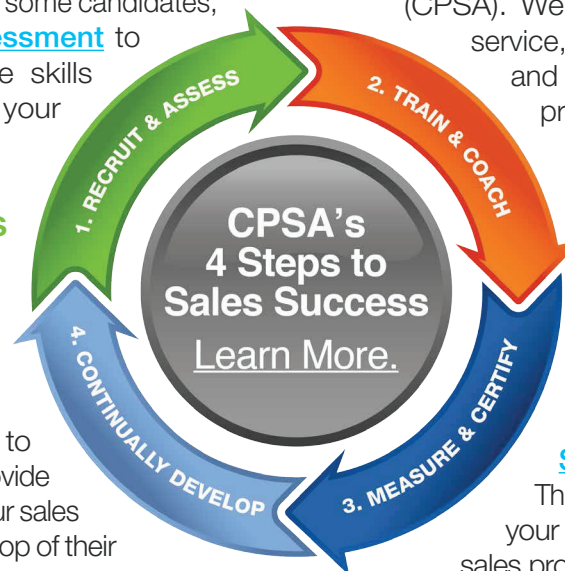 some candidates,
essment to
skills
your
(CPSA). We
service,
and
1. RECRUIT & ASSESS
2. TRAIN & COACH
CPSA's
4 Steps to
Sales Success
Learn More.
4. CONTINUALLY DEVELOP
3. MEASURE & CERTIFY
to
ovide
ur sales
op of their
Th
your
sales pro